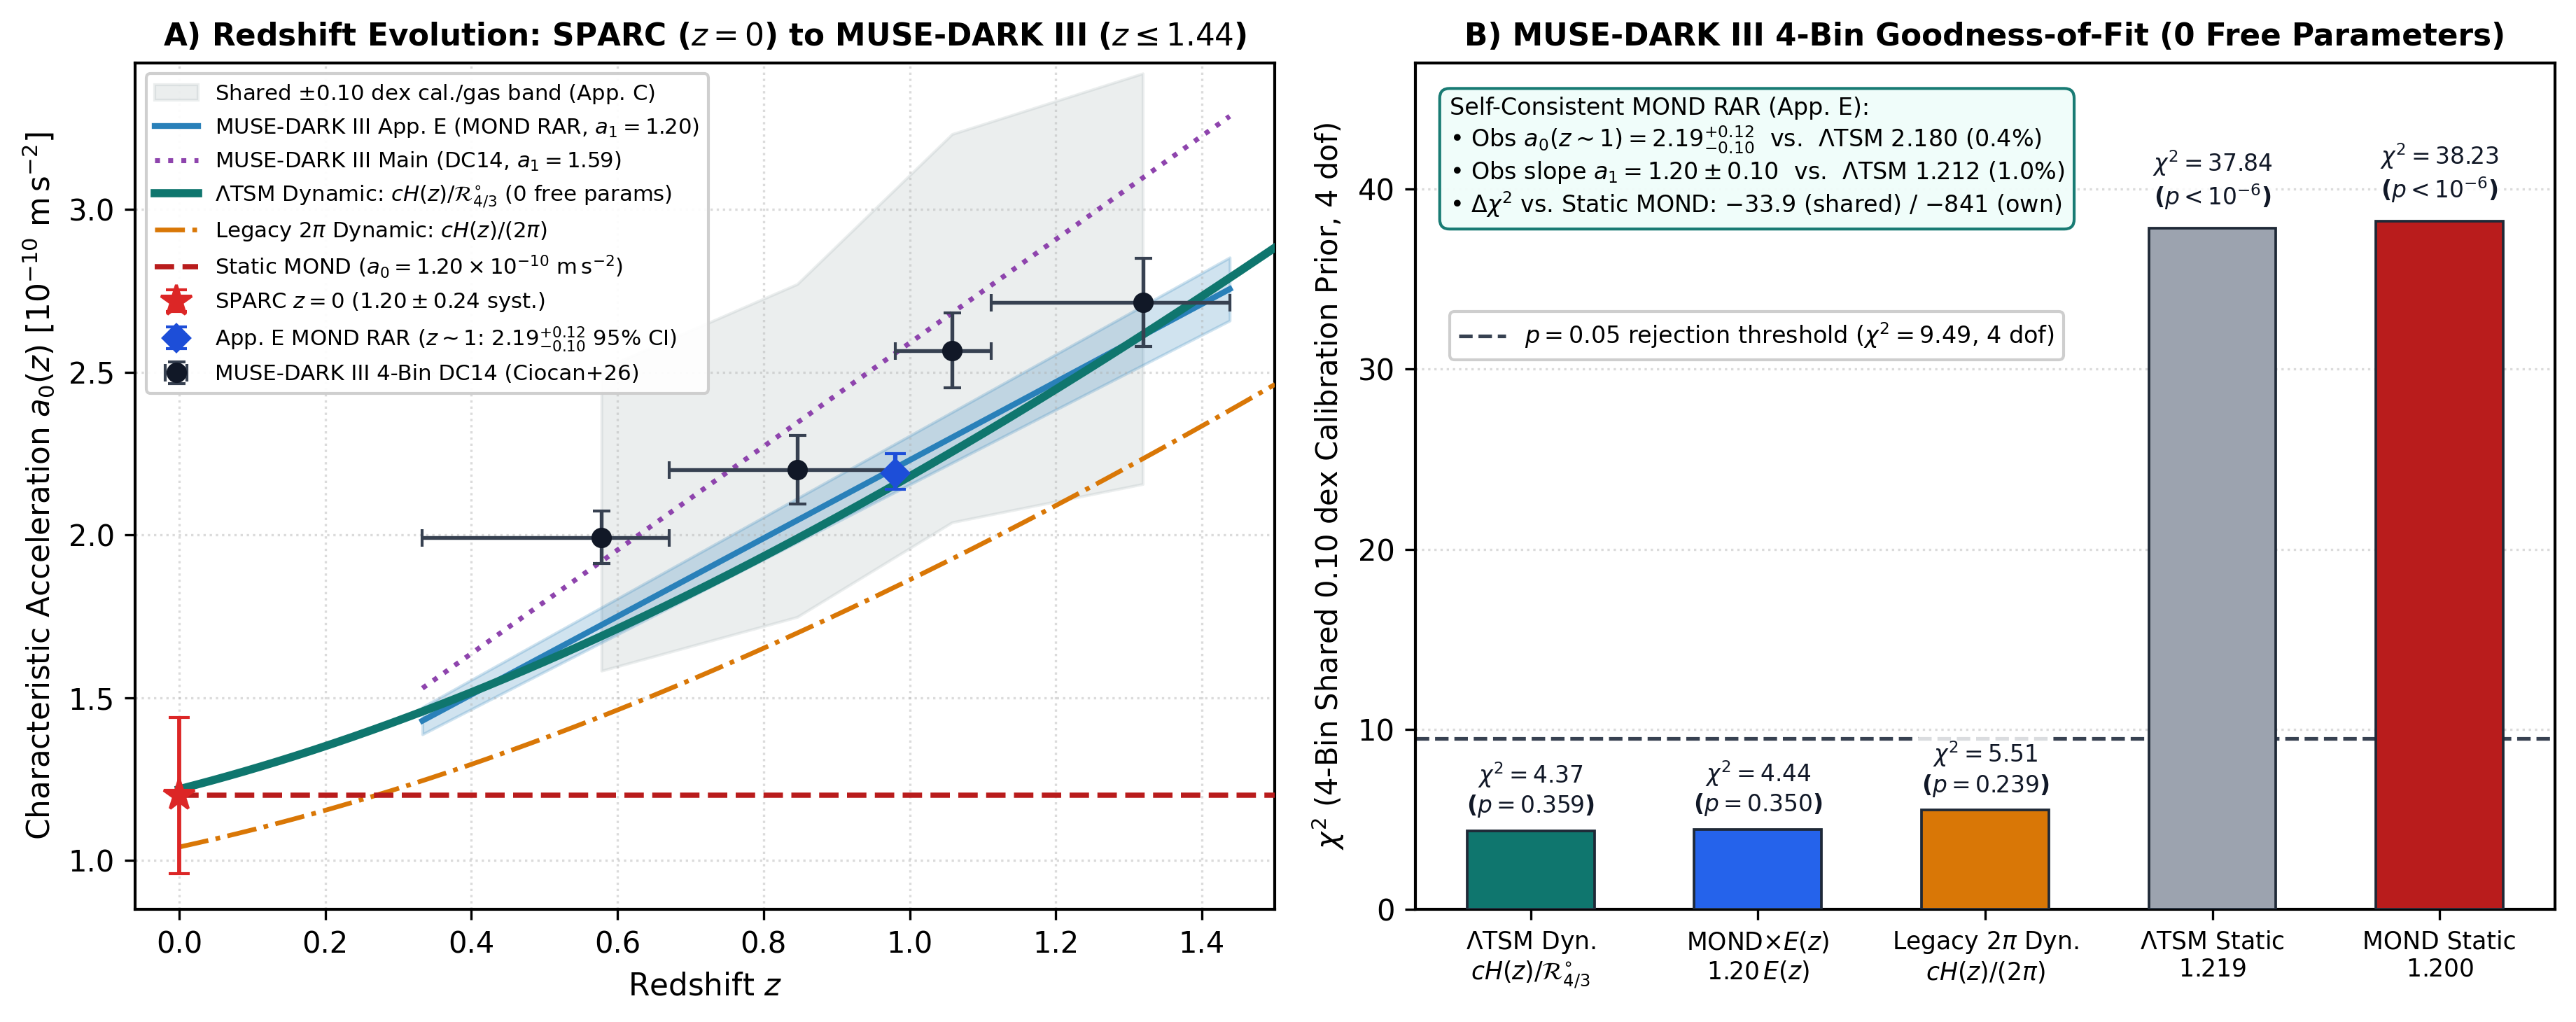 A) Redshift Evolution: SPARC (z = 0) to MUSE-DARK III (z ≤ 1.44)
Characteristic Acceleration a₀(z) [10⁻¹⁰ m s⁻²]
3.0
2.5
2.0
1.5
1.0
Shared ±0.10 dex cal./gas band (App. C)
MUSE-DARK III App. E (MOND RAR, a₁ = 1.20)
MUSE-DARK III Main (DC14, a₁ = 1.59)
ΛTSM Dynamic: cH(z)/ℛ°₄/₃ (0 free params)
Legacy 2π Dynamic: cH(z)/(2π)
Static MOND (a₀ = 1.20 × 10⁻¹⁰ m s⁻²)
SPARC z = 0 (1.20 ± 0.24 syst.)
App. E MOND RAR (z ∼ 1: 2.19 +0.12 −0.10 95% CI)
MUSE-DARK III 4-Bin DC14 (Ciocan+26)
0.0 0.2 0.4 0.6 0.8 1.0 1.2 1.4
Redshift z
B) MUSE-DARK III 4-Bin Goodness-of-Fit (0 Free Parameters)
χ² (4-Bin Shared 0.10 dex Calibration Prior, 4 dof)
40
30
20
10
0
Self-Consistent MOND RAR (App. E):
• Obs a₀(z ∼ 1) = 2.19 +0.12 −0.10 vs. ΛTSM 2.180 (0.4%)
• Obs slope a₁ = 1.20 ± 0.10 vs. ΛTSM 1.212 (1.0%)
• Δχ² vs. Static MOND: −33.9 (shared) / −841 (own)
p = 0.05 rejection threshold (χ² = 9.49, 4 dof)
χ² = 4.37
(p = 0.359)
χ² = 4.44
(p = 0.350)
χ² = 5.51
(p = 0.239)
χ² = 37.84
(p < 10⁻⁶)
χ² = 38.23
(p < 10⁻⁶)
ΛTSM Dyn.
cH(z)/ℛ°₄/₃
MOND×E(z)
1.20 E(z)
Legacy 2π Dyn.
cH(z)/(2π)
ΛTSM Static
1.219
MOND Static
1.200